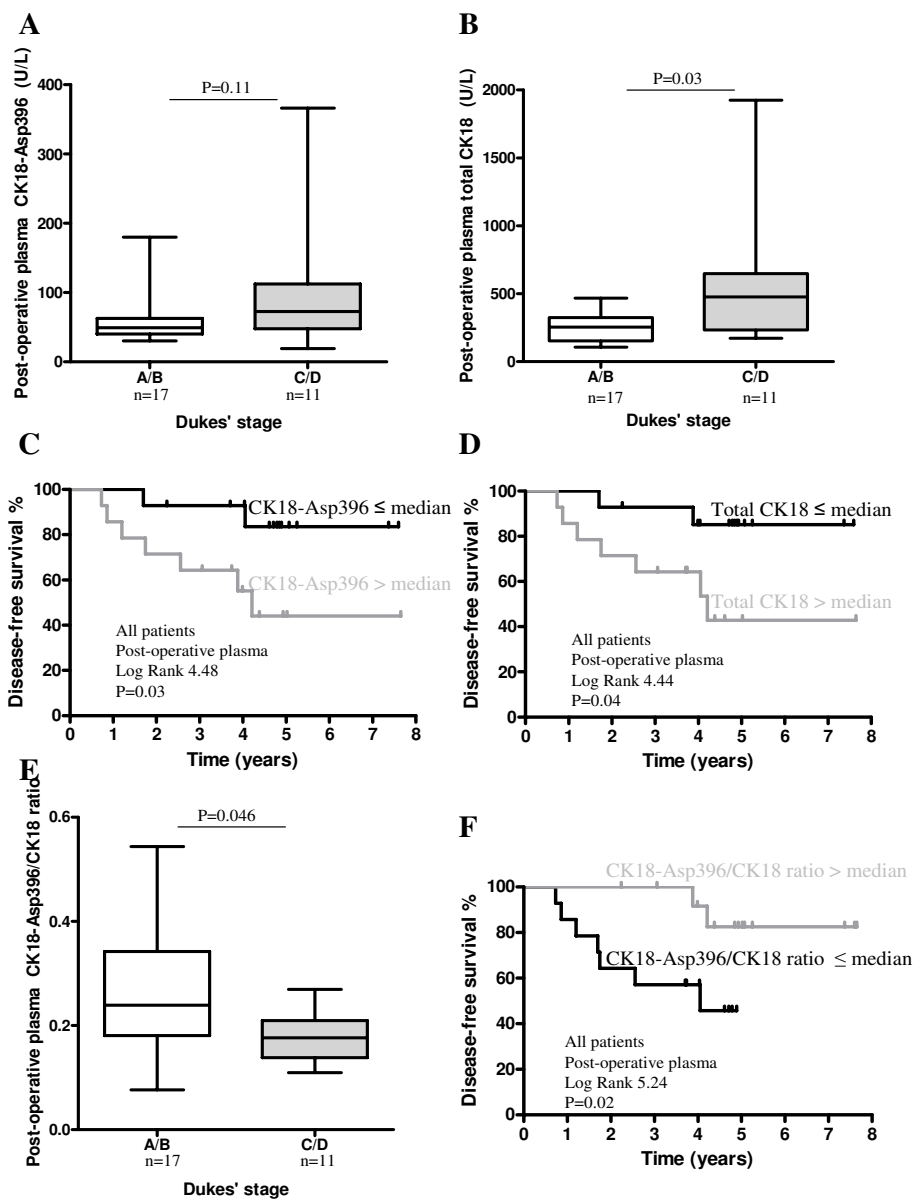 A
Post-operative plasma CK18-Asp396 (U/L)
P=0.11
400
300
200
100
0
A/B
n=17
C/D
n=11
Dukes' stage
B
Post-operative plasma total CK18 (U/L)
P=0.03
2000
1500
1000
500
0
A/B
n=17
C/D
n=11
Dukes' stage
C
Disease-free survival %
100
80
60
40
20
0
CK18-Asp396 ≤ median
CK18-Asp396 > median
All patients
Post-operative plasma
Log Rank 4.48
P=0.03
0 1 2 3 4 5 6 7 8
Time (years)
D
Disease-free survival %
100
80
60
40
20
0
Total CK18 ≤ median
Total CK18 > median
All patients
Post-operative plasma
Log Rank 4.44
P=0.04
0 1 2 3 4 5 6 7 8
Time (years)
E
Post-operative plasma CK18-Asp396/CK18 ratio
P=0.046
0.6
0.4
0.2
0.0
A/B
n=17
C/D
n=11
Dukes' stage
F
Disease-free survival %
CK18-Asp396/CK18 ratio > median
100
80
60
40
20
0
CK18-Asp396/CK18 ratio ≤ median
All patients
Post-operative plasma
Log Rank 5.24
P=0.02
0 1 2 3 4 5 6 7 8
Time (years)